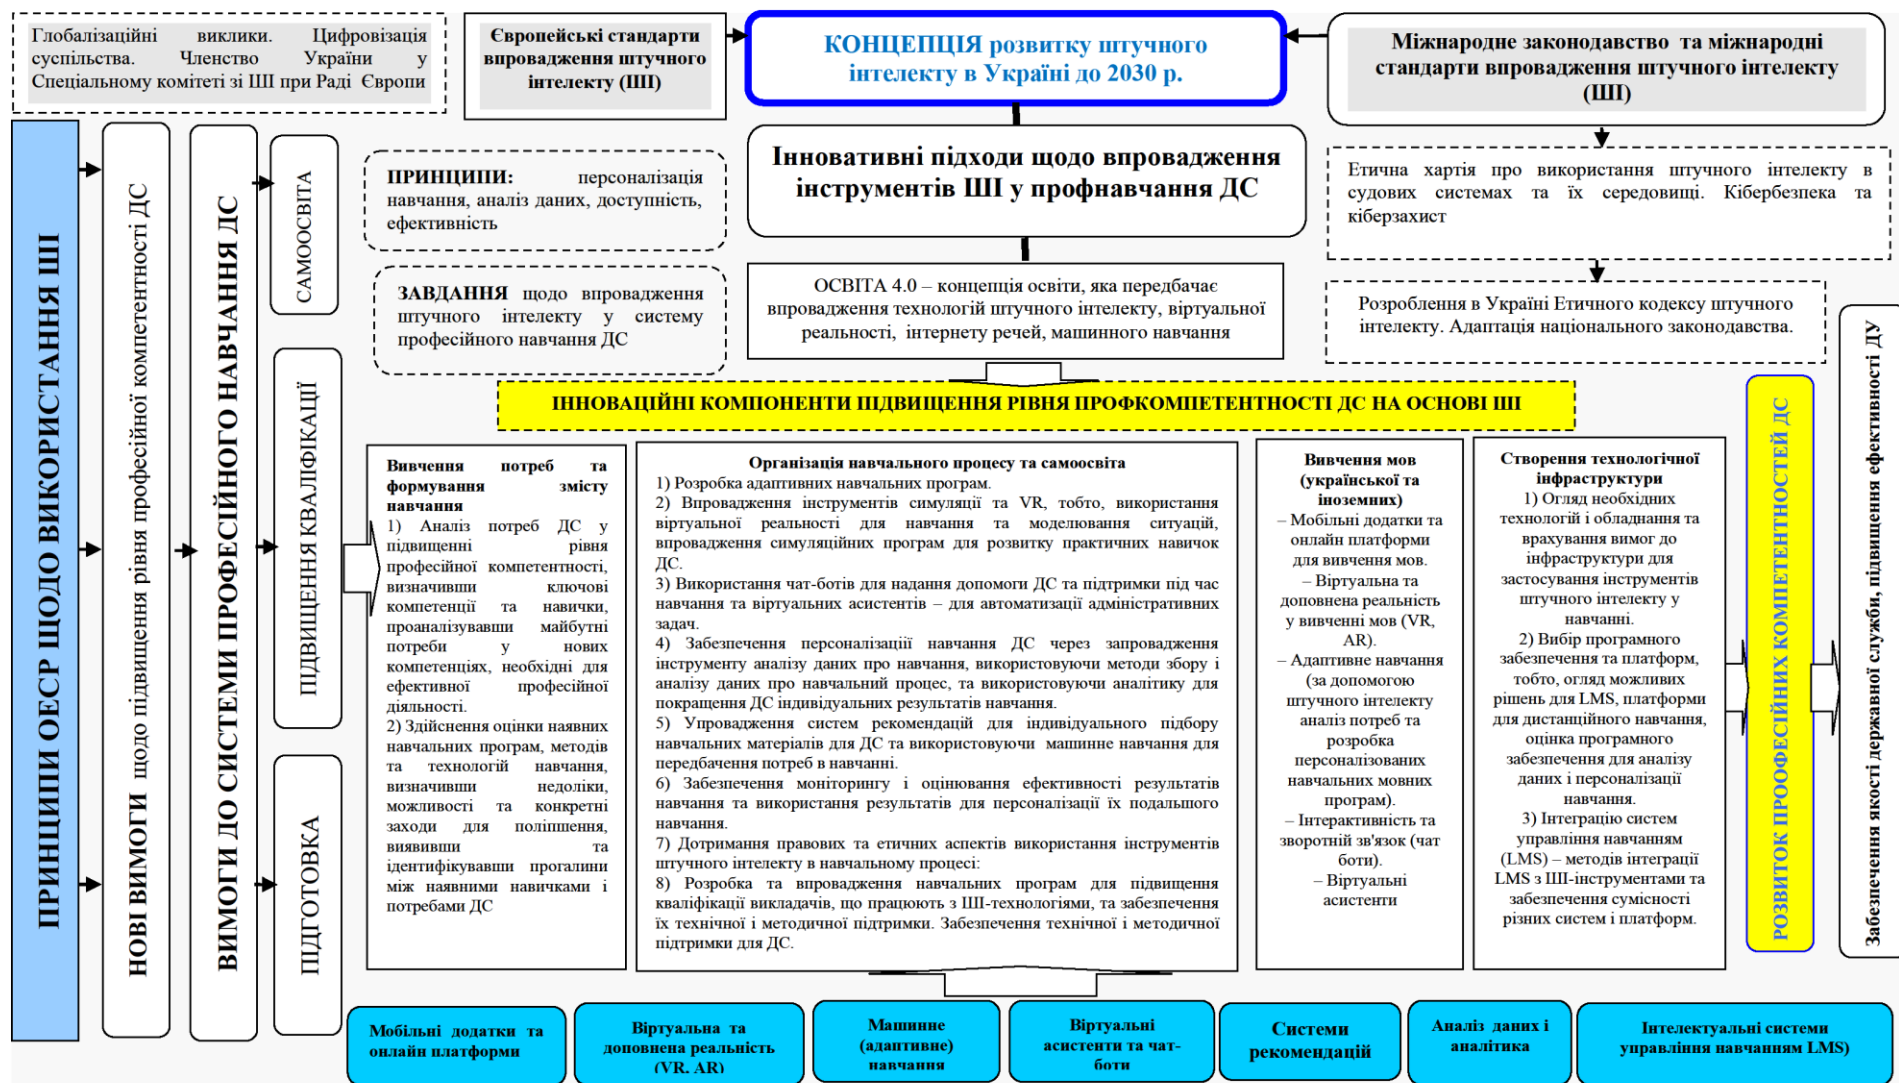 Глобалізаційні виклики. Цифровізація
суспільства. Членство України у
Спеціальному комітеті зі ШІ при Раді Європи
Європейські стандарти
впровадження штучного
інтелекту (ШІ)
КОНЦЕПЦІЯ розвитку штучного
інтелекту в Україні до 2030 р.
Міжнародне законодавство та міжнародні
стандарти впровадження штучного інтелекту
(ШІ)
ПРИНЦИПИ ОЕСР ЩОДО ВИКОРИСТАННЯ ШІ
НОВІ ВИМОГИ щодо підвищення рівня професійної компетентності ДС
ВИМОГИ ДО СИСТЕМИ ПРОФЕСІЙНОГО НАВЧАННЯ ДС
САМООСВІТА
ПІДВИЩЕННЯ КВАЛІФІКАЦІЇ
ПІДГОТОВКА
ПРИНЦИПИ: персоналізація
навчання, аналіз даних, доступність,
ефективність
ЗАВДАННЯ щодо впровадження
штучного інтелекту у систему
професійного навчання ДС
Інновативні підходи щодо впровадження
інструментів ШІ у профнавчання ДС
ОСВІТА 4.0 – концепція освіти, яка передбачає
впровадження технологій штучного інтелекту, віртуальної
реальності, інтернету речей, машинного навчання
Етична хартія про використання штучного інтелекту в
судових системах та їх середовищі. Кібербезпека та
кіберзахист
Розроблення в Україні Етичного кодексу штучного
інтелекту. Адаптація національного законодавства.
ІННОВАЦІЙНІ КОМПОНЕНТИ ПІДВИЩЕННЯ РІВНЯ ПРОФКОМПЕТЕНТНОСТІ ДС НА ОСНОВІ ШІ
Вивчення потреб та
формування змісту
навчання
1) Аналіз потреб ДС у
підвищенні рівня
професійної компетентності,
визначивши ключові
компетенції та навички,
проаналізувавши майбутні
потреби у нових
компетенціях, необхідні для
ефективної професійної
діяльності.
2) Здійснення оцінки наявних
навчальних програм, методів
та технологій навчання,
визначивши недоліки,
можливості та конкретні
заходи для поліпшення,
виявивши та
ідентифікувавши прогалини
між наявними навичками і
потребами ДС
Організація навчального процесу та самоосвіта
1) Розробка адаптивних навчальних програм.
2) Впровадження інструментів симуляції та VR, тобто, використання
віртуальної реальності для навчання та моделювання ситуацій,
впровадження симуляційних програм для розвитку практичних навичок
ДС.
3) Використання чат-ботів для надання допомоги ДС та підтримки під час
навчання та віртуальних асистентів – для автоматизації адміністративних
задач.
4) Забезпечення персоналізаціії навчання ДС через запровадження
інструменту аналізу даних про навчання, використовуючи методи збору і
аналізу даних про навчальний процес, та використовуючи аналітику для
покращення ДС індивідуальних результатів навчання.
5) Упровадження систем рекомендацій для індивідуального підбору
навчальних матеріалів для ДС та використовуючи машинне навчання для
передбачення потреб в навчанні.
6) Забезпечення моніторингу і оцінювання ефективності результатів
навчання та використання результатів для персоналізації їх подальшого
навчання.
7) Дотримання правових та етичних аспектів використання інструментів
штучного інтелекту в навчальному процесі:
8) Розробка та впровадження навчальних програм для підвищення
кваліфікації викладачів, що працюють з ШІ-технологіями, та забезпечення
їх технічної і методичної підтримки. Забезпечення технічної і методичної
підтримки для ДС.
Вивчення мов
(української та
іноземних)
– Мобільні додатки та
онлайн платформи
для вивчення мов.
– Віртуальна та
доповнена реальність
у вивченні мов (VR,
AR).
– Адаптивне навчання
(за допомогою
штучного інтелекту
аналіз потреб та
розробка
персоналізованих
навчальних мовних
програм).
– Інтерактивність та
зворотній зв'язок (чат
боти).
– Віртуальні
асистенти
Створення технологічної
інфраструктури
1) Огляд необхідних
технологій і обладнання та
врахування вимог до
інфраструктури для
застосування інструментів
штучного інтелекту у
навчанні.
2) Вибір програмного
забезпечення та платформ,
тобто, огляд можливих
рішень для LMS, платформи
для дистанційного навчання,
оцінка програмного
забезпечення для аналізу
даних і персоналізації
навчання.
3) Інтеграцію систем
управління навчанням
(LMS) – методів інтеграції
LMS з ШІ-інструментами та
забезпечення сумісності
різних систем і платформ.
РОЗВИТОК ПРООФЕСІЙНИХ КОМПЕТЕНТНОСТЕЙ ДС
Забезпечення якості державної служби, підвищення ефективності ДУ
Мобільні додатки та
онлайн платформи
Віртуальна та
доповнена реальність
(VR, AR)
Машинне
(адаптивне)
навчання
Віртуальні
асистенти та чат-
боти
Системи
рекомендацій
Аналіз даних і
аналітика
Інтелектуальні системи
управління навчанням LMS)